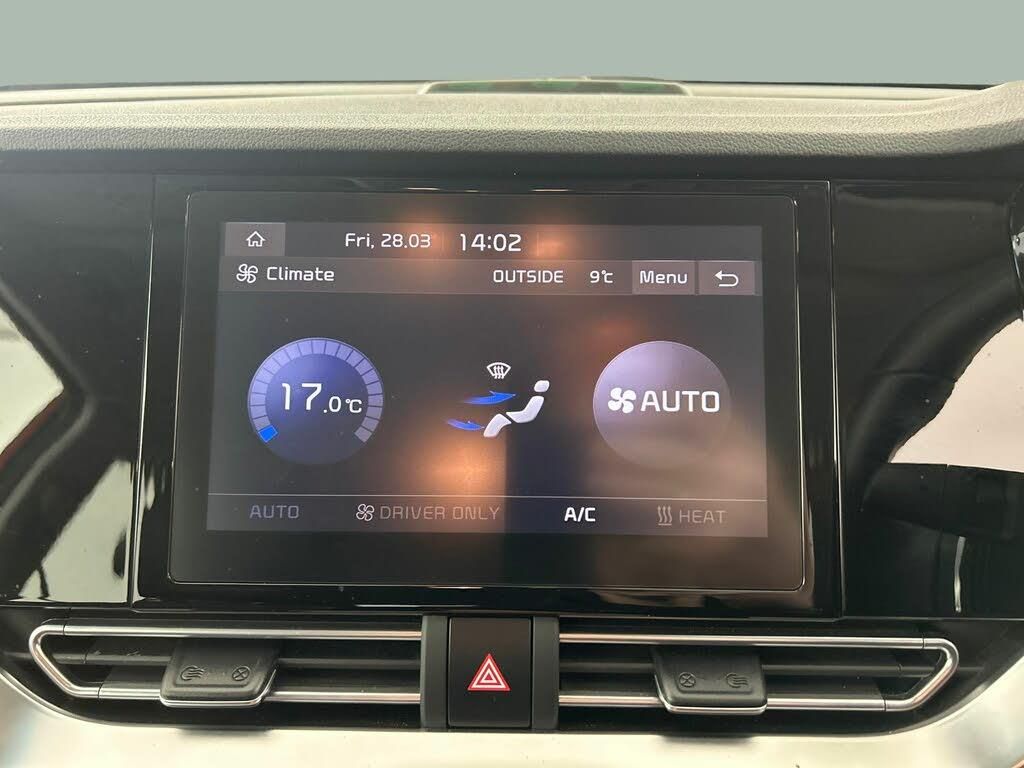 Fri, 28.03 14:02
Climate OUTSIDE 9℃ Menu
17.0℃
AUTO
AUTO DRIVER ONLY A/C HEAT